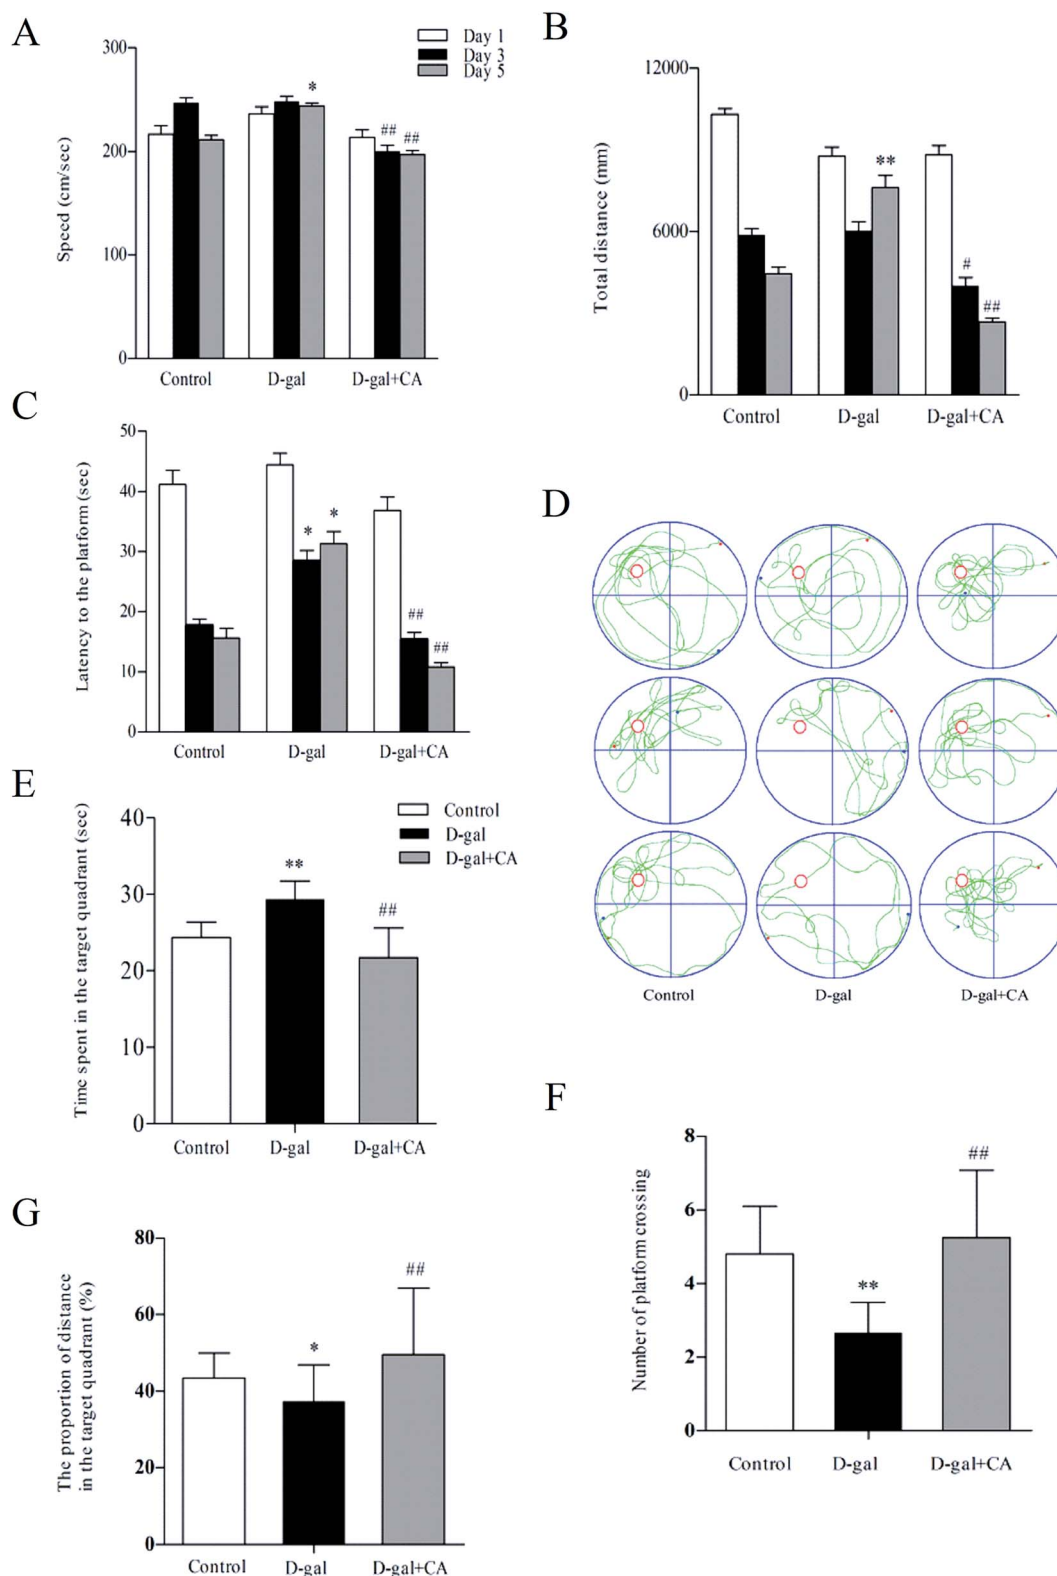 A
Speed (cm/sec)
300
200
100
0
Day 1
Day 3
Day 5
*
##
##
Control
D-gal
D-gal+CA
B
Total distance (mm)
12000
6000
0
**
#
##
Control
D-gal
D-gal+CA
C
Latency to the platform (sec)
50
40
30
20
10
0
*
*
##
##
Control
D-gal
D-gal+CA
D
Control
D-gal
D-gal+CA
E
Time spent in the target quadrant (sec)
40
30
20
10
0
Control
D-gal
D-gal+CA
**
##
Control
D-gal
D-gal+CA
F
Number of platform crossing
8
6
4
2
0
**
##
Control
D-gal
D-gal+CA
G
The proportion of distance
in the target quadrant (%)
80
60
40
20
0
*
##
Control
D-gal
D-gal+CA